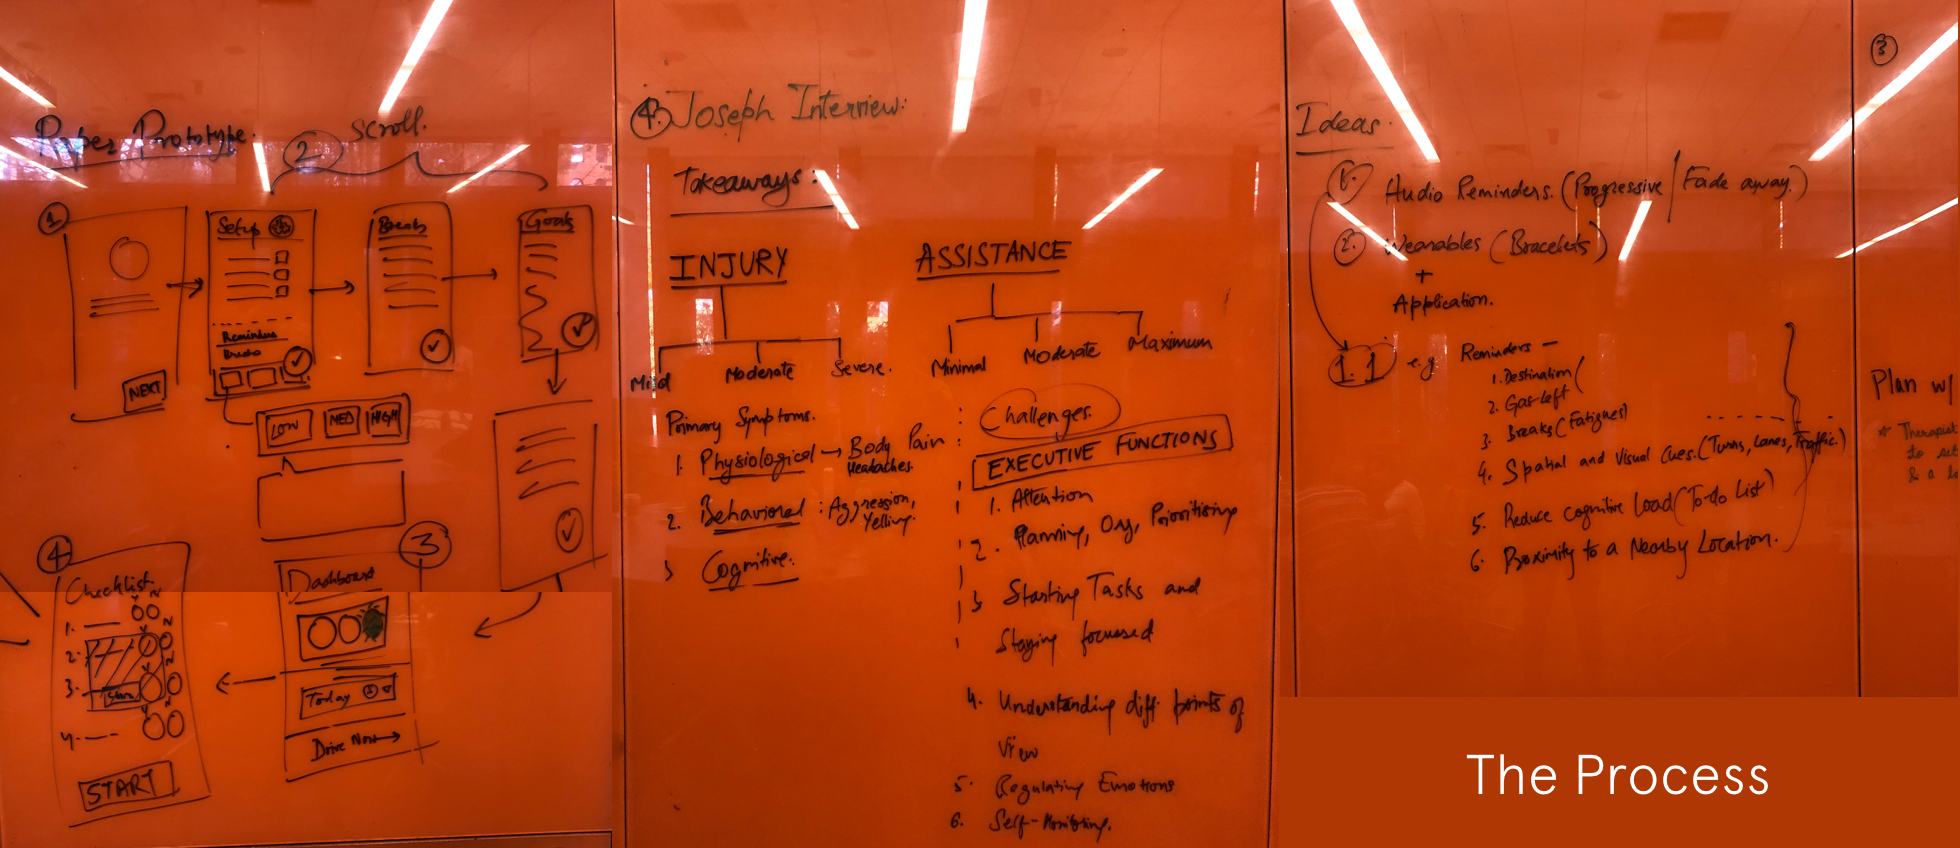 Paper Prototype.
2
Scroll.
1
NEXT
Setup
Reminders
Breaks
Goals
LOW
MED
HIGH
4
Checklist
Y N
1.
2.
3.
4.
START
3
Dashboard
Today
Drive Now
4. Joseph Interview:
Takeaways:
INJURY
Mild
Moderate
Severe.
Primary Symptoms.
1. Physiological → Body Pain
Headaches
2. Behavioral : Aggression,
Yelling.
3 Cognitive.
ASSISTANCE
Minimal
Moderate
Maximum
Challenges.
EXECUTIVE FUNCTIONS
1. Attention
2. Planning, Org, Prioritising
3 Starting Tasks and
Staying focussed
4. Understanding diff. points of
View
5. Regulating Emotions
6. Self-Monitoring.
Ideas.
1. Audio Reminders. (Progressive / Fade away.)
2. Wearables (Bracelets)
+
Application.
1.1 e.g Reminders —
1. Destination (
2. Gas left
3. Breaks (Fatigues)
4. Spatial and Visual Cues. (Turns, Lanes, Traffic.)
5. Reduce Cognitive Load (To-do List)
6. Proximity to a Nearby Location.
3
Plan w/
* Therapist
to set
& a lo
The Process